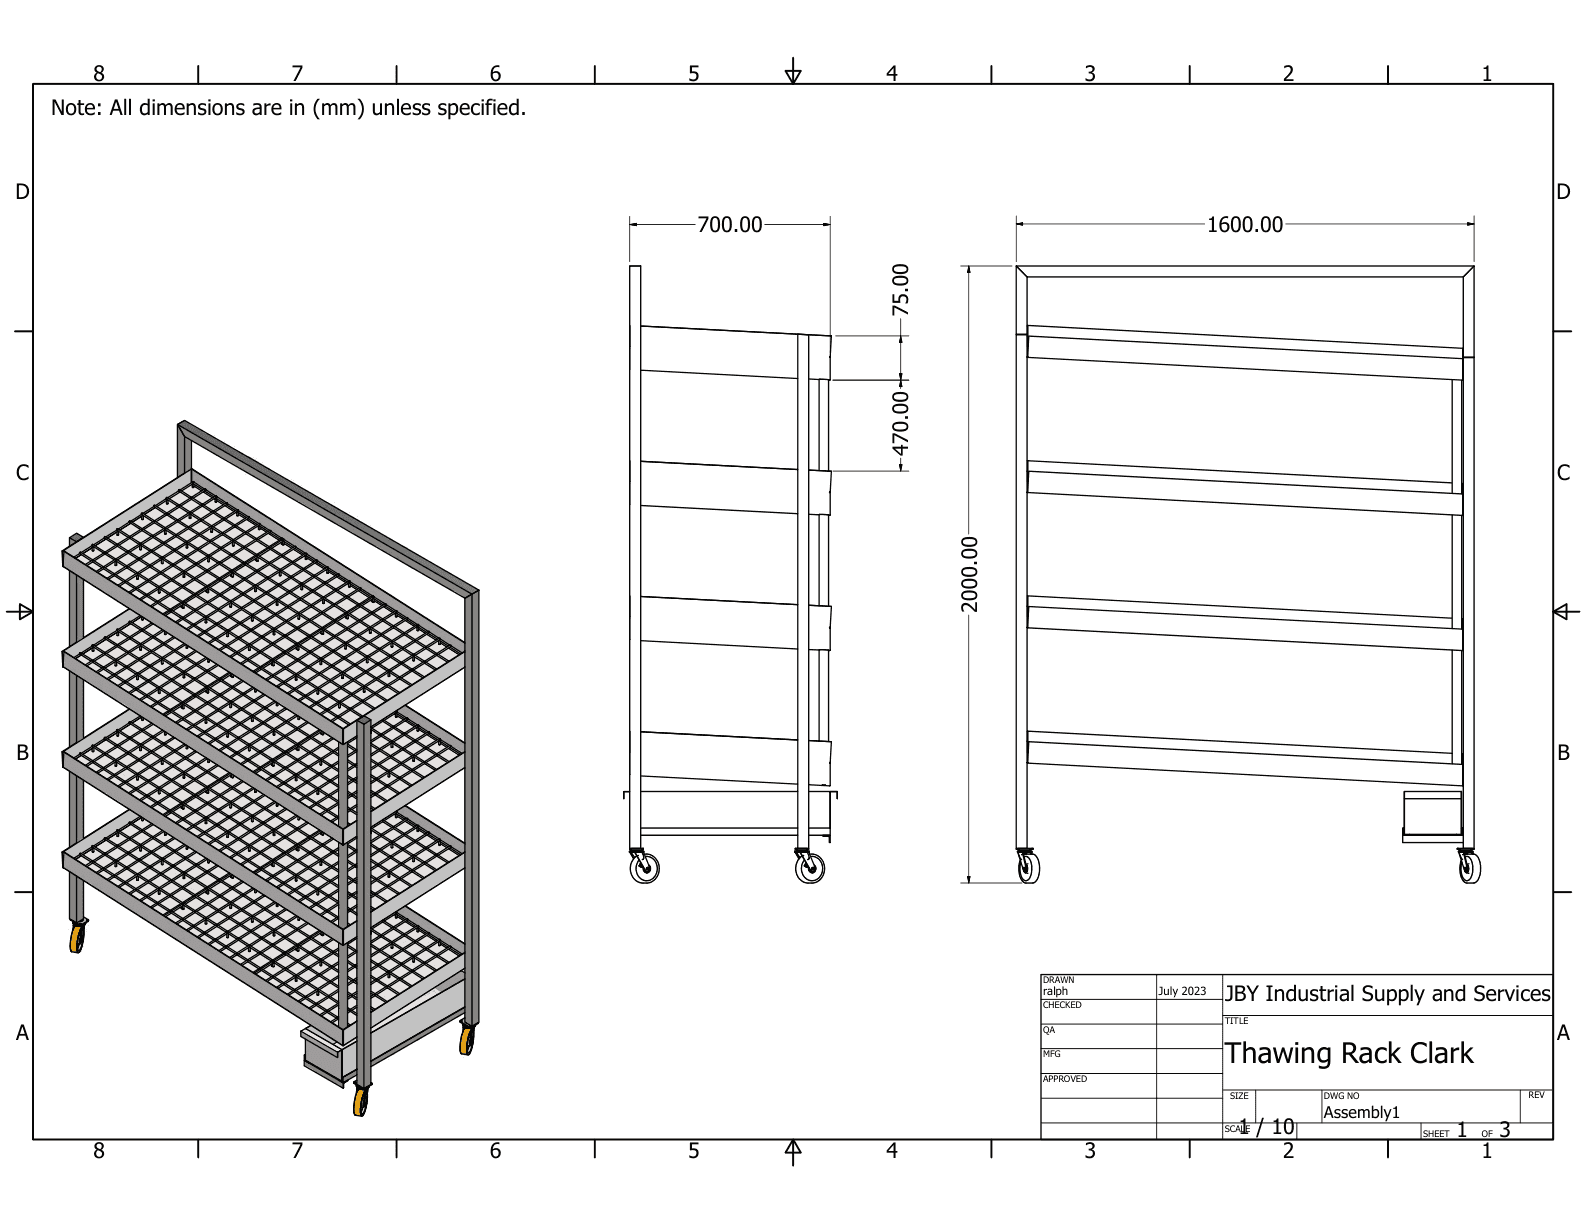 8 7 6 5 4 3 2 1
Note: All dimensions are in (mm) unless specified.
D D
700.00 1600.00
75.00
470.00
C C
2000.00
B B
DRAWN
ralph July 2023 JBY Industrial Supply and Services
CHECKED
TITLE
QA
A Thawing Rack Clark A
MFG
APPROVED
SIZE DWG NO REV
Assembly1
SCALE 1 / 10 SHEET 1 OF 3
8 7 6 5 4 3 2 1